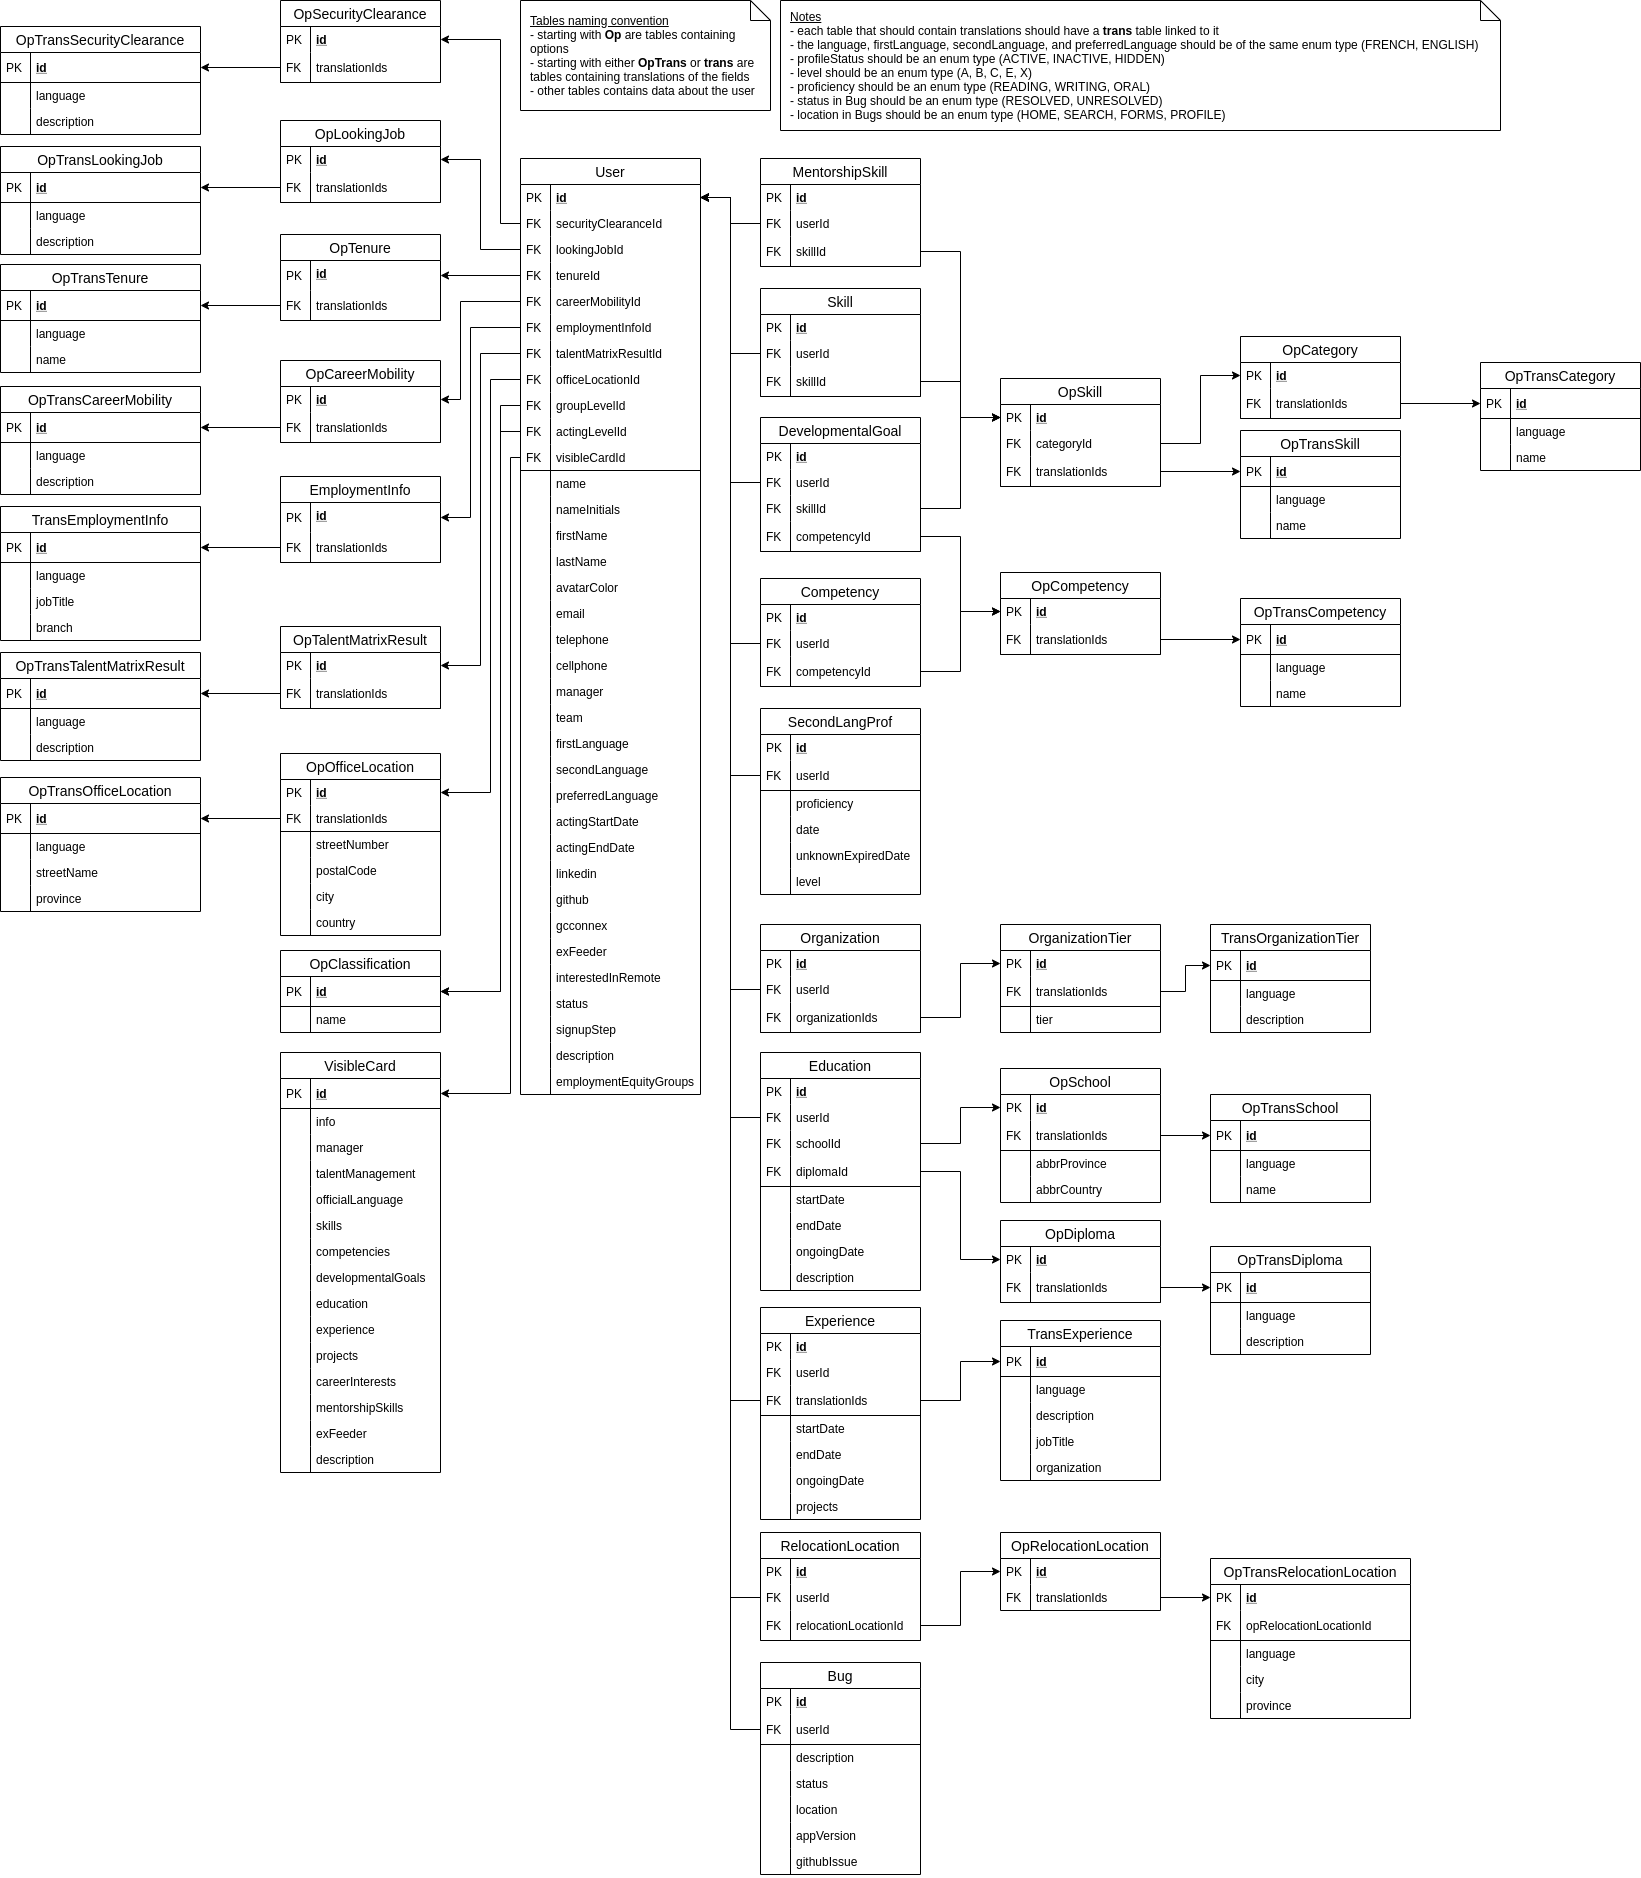 Tables naming convention
- starting with Op are tables containing
options
- starting with either OpTrans or trans are
tables containing translations of the fields
- other tables contains data about the user
Notes
- each table that should contain translations should have a trans table linked to it
- the language, firstLanguage, secondLanguage, and preferredLanguage should be of the same enum type (FRENCH, ENGLISH)
- profileStatus should be an enum type (ACTIVE, INACTIVE, HIDDEN)
- level should be an enum type (A, B, C, E, X)
- proficiency should be an enum type (READING, WRITING, ORAL)
- status in Bug should be an enum type (RESOLVED, UNRESOLVED)
- location in Bugs should be an enum type (HOME, SEARCH, FORMS, PROFILE)
OpTransSecurityClearance
PK id
language
description
OpTransLookingJob
PK id
language
description
OpTransTenure
PK id
language
name
OpTransCareerMobility
PK id
language
description
TransEmploymentInfo
PK id
language
jobTitle
branch
OpTransTalentMatrixResult
PK id
language
description
OpTransOfficeLocation
PK id
language
streetName
province
OpSecurityClearance
PK id
FK translationIds
OpLookingJob
PK id
FK translationIds
OpTenure
PK id
FK translationIds
OpCareerMobility
PK id
FK translationIds
EmploymentInfo
PK id
FK translationIds
OpTalentMatrixResult
PK id
FK translationIds
OpOfficeLocation
PK id
FK translationIds
streetNumber
postalCode
city
country
OpClassification
PK id
name
VisibleCard
PK id
info
manager
talentManagement
officialLanguage
skills
competencies
developmentalGoals
education
experience
projects
careerInterests
mentorshipSkills
exFeeder
description
User
PK id
FK securityClearanceId
FK lookingJobId
FK tenureId
FK careerMobilityId
FK employmentInfoId
FK talentMatrixResultId
FK officeLocationId
FK groupLevelId
FK actingLevelId
FK visibleCardId
name
nameInitials
firstName
lastName
avatarColor
email
telephone
cellphone
manager
team
firstLanguage
secondLanguage
preferredLanguage
actingStartDate
actingEndDate
linkedin
github
gcconnex
exFeeder
interestedInRemote
status
signupStep
description
employmentEquityGroups
MentorshipSkill
PK id
FK userId
FK skillId
Skill
PK id
FK userId
FK skillId
DevelopmentalGoal
PK id
FK userId
FK skillId
FK competencyId
Competency
PK id
FK userId
FK competencyId
SecondLangProf
PK id
FK userId
proficiency
date
unknownExpiredDate
level
Organization
PK id
FK userId
FK organizationIds
Education
PK id
FK userId
FK schoolId
FK diplomaId
startDate
endDate
ongoingDate
description
Experience
PK id
FK userId
FK translationIds
startDate
endDate
ongoingDate
projects
RelocationLocation
PK id
FK userId
FK relocationLocationId
Bug
PK id
FK userId
description
status
location
appVersion
githubIssue
OpSkill
PK id
FK categoryId
FK translationIds
OpCompetency
PK id
FK translationIds
OrganizationTier
PK id
FK translationIds
tier
OpSchool
PK id
FK translationIds
abbrProvince
abbrCountry
OpDiploma
PK id
FK translationIds
TransExperience
PK id
language
description
jobTitle
organization
OpRelocationLocation
PK id
FK translationIds
OpCategory
PK id
FK translationIds
OpTransSkill
PK id
language
name
OpTransCompetency
PK id
language
name
TransOrganizationTier
PK id
language
description
OpTransSchool
PK id
language
name
OpTransDiploma
PK id
language
description
OpTransRelocationLocation
PK id
FK opRelocationLocationId
language
city
province
OpTransCategory
PK id
language
name